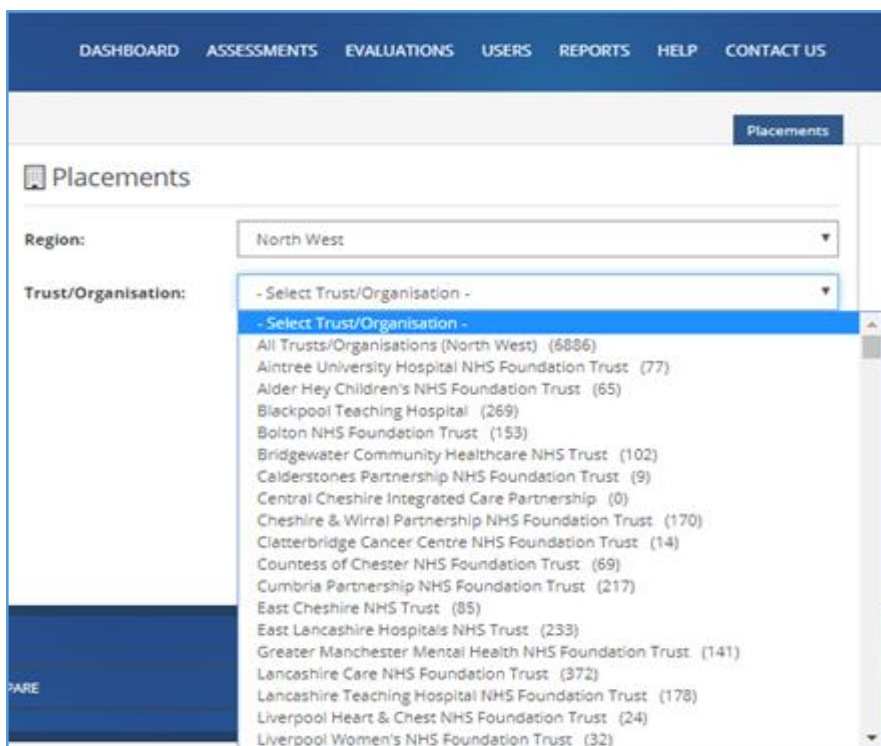 DASHBOARD ASSESSMENTS EVALUATIONS USERS REPORTS HELP CONTACT US
Placements
Placements
Region: North West
Trust/Organisation: - Select Trust/Organisation -
- Select Trust/Organisation -
All Trusts/Organisations (North West) (6886)
Aintree University Hospital NHS Foundation Trust (77)
Alder Hey Children's NHS Foundation Trust (65)
Blackpool Teaching Hospital (269)
Bolton NHS Foundation Trust (153)
Bridgewater Community Healthcare NHS Trust (102)
Calderstones Partnership NHS Foundation Trust (9)
Central Cheshire Integrated Care Partnership (0)
Cheshire & Wirral Partnership NHS Foundation Trust (170)
Clatterbridge Cancer Centre NHS Foundation Trust (14)
Countess of Chester NHS Foundation Trust (69)
Cumbria Partnership NHS Foundation Trust (217)
East Cheshire NHS Trust (85)
East Lancashire Hospitals NHS Trust (233)
Greater Manchester Mental Health NHS Foundation Trust (141)
Lancashire Care NHS Foundation Trust (372)
PARE
Lancashire Teaching Hospital NHS Foundation Trust (178)
Liverpool Heart & Chest NHS Foundation Trust (24)
Liverpool Women's NHS Foundation Trust (32)